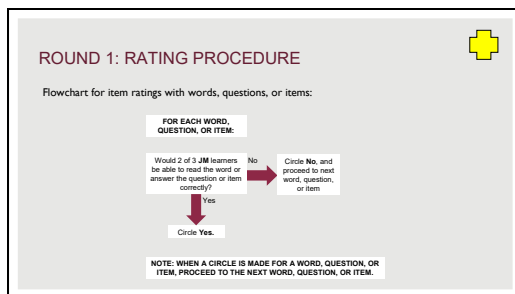 ROUND 1: RATING PROCEDURE
Flowchart for item ratings with words, questions, or items:
FOR EACH WORD,
QUESTION, OR ITEM:
Would 2 of 3 JM learners
be able to read the word or
answer the question or item
correctly?
No
Circle No, and
proceed to next
word, question,
or item
Yes
Circle Yes.
NOTE: WHEN A CIRCLE IS MADE FOR A WORD, QUESTION, OR
ITEM, PROCEED TO THE NEXT WORD, QUESTION, OR ITEM.